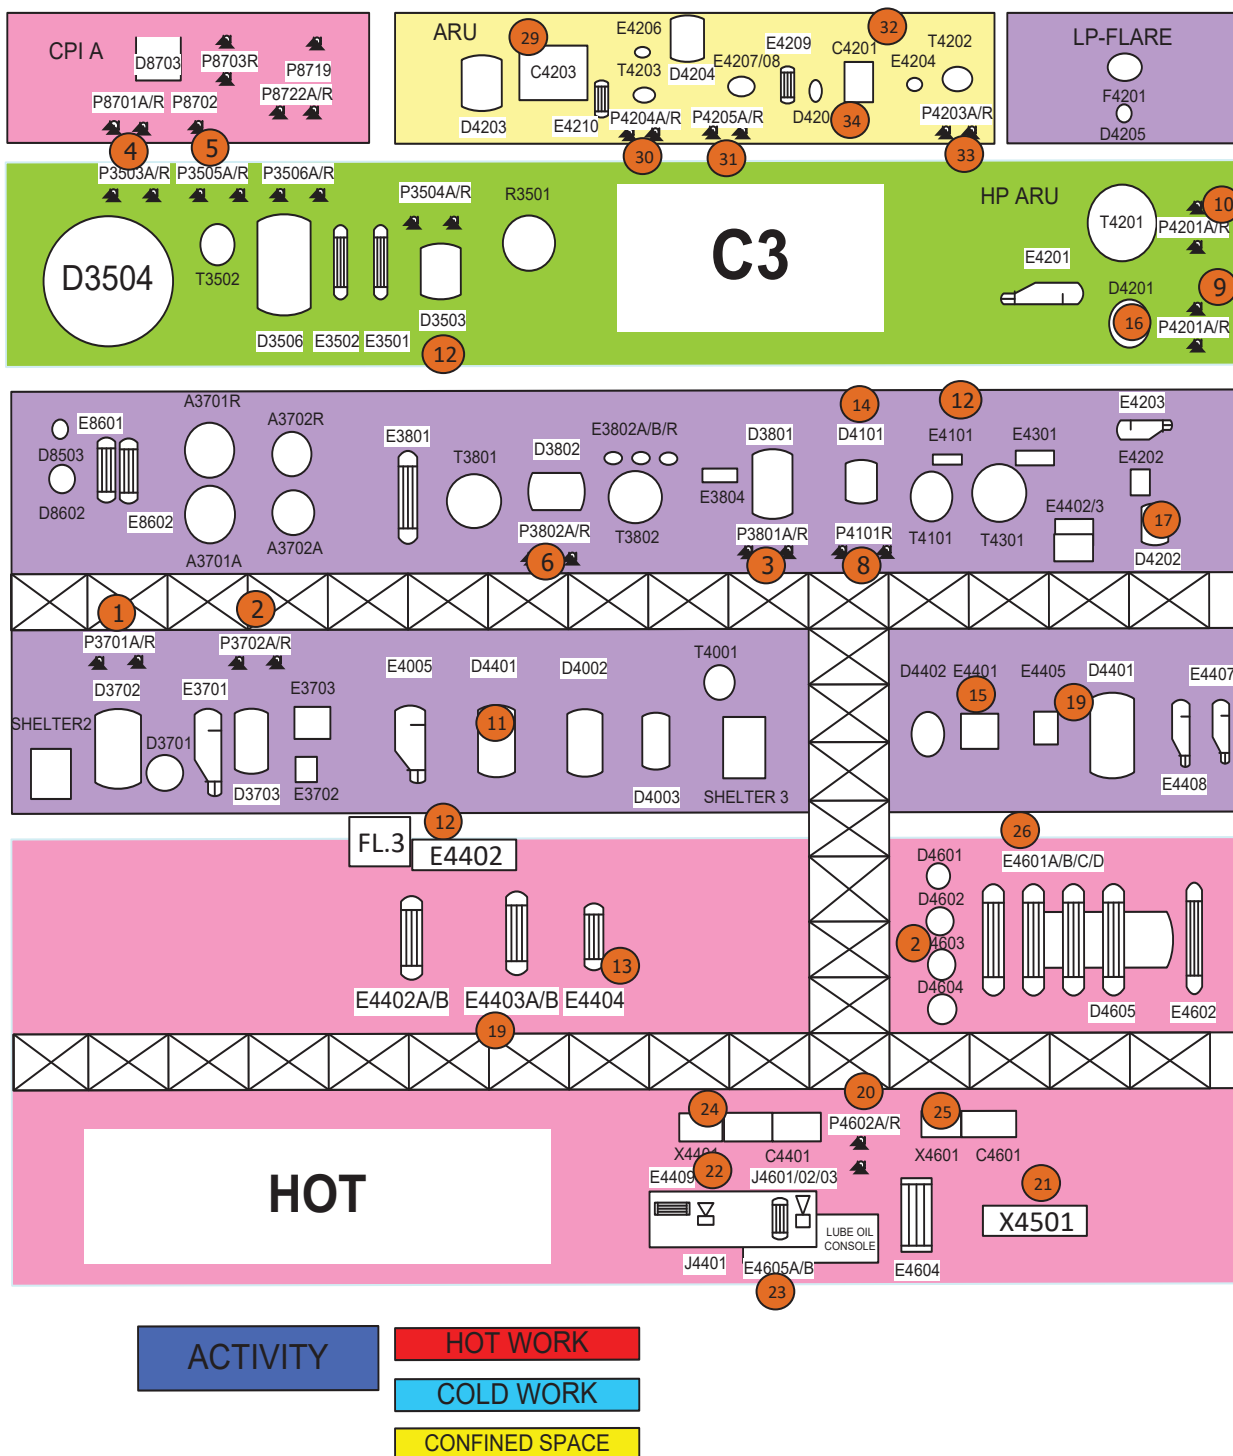 CPI A
D8703
P8703R
P8719
P8701A/R
P8702
P8722A/R
4
5
ARU
29
C4203
E4206
T4203
D4204
E4207/08
E4209
C4201
32
E4204
T4202
D4203
E4210
P4204A/R
P4205A/R
34
P4203A/R
30
31
33
LP-FLARE
F4201
D4205
P3503A/R
P3505A/R
P3506A/R
P3504A/R
R3501
D3504
T3502
D3506
E3502
E3501
D3503
12
C3
HP ARU
T4201
10
P4201A/R
E4201
D4201
9
16
P4201A/R
E8601
D8503
D8602
E8602
A3701R
A3702R
A3701A
A3702A
E3801
T3801
D3802
E3802A/B/R
P3802A/R
T3802
6
E3804
D3801
P3801A/R
3
14
D4101
P4101R
8
12
E4101
E4301
T4101
T4301
E4402/3
E4203
E4202
17
D4202
1
2
P3701A/R
P3702A/R
D3702
E3701
E3703
SHELTER2
D3701
D3703
E3702
E4005
D4401
11
D4002
D4003
T4001
SHELTER 3
D4402
E4401
15
E4405
19
D4401
E4407
E4408
FL.3
12
E4402
E4402A/B
E4403A/B
E4404
13
19
26
D4601
E4601A/B/C/D
D4602
2
4603
D4604
D4605
E4602
HOT
24
20
P4602A/R
25
C4401
X4601
C4601
E4409
22
J4601/02/03
21
X4501
LUBE OIL
CONSOLE
J4401
E4605A/B
E4604
23
ACTIVITY
HOT WORK
COLD WORK
CONFINED SPACE